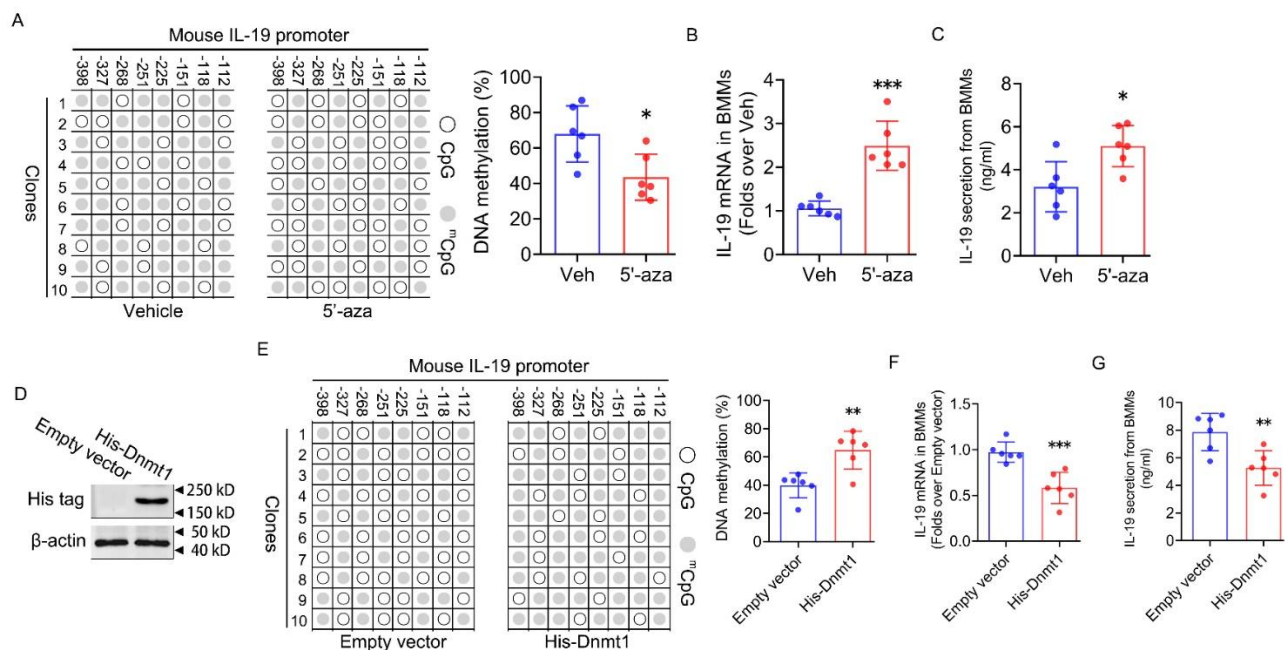 A
Mouse IL-19 promoter
-398 -327 -268 -251 -225 -151 -118 -112
-398 -327 -268 -251 -225 -151 -118 -112
Clones
1
2
3
4
5
6
7
8
9
10
Vehicle
5'-aza
CpG
mCpG
DNA methylation (%)
100
80
60
40
20
0
*
Veh 5'-aza
B
IL-19 mRNA in BMMs
(Folds over Veh)
4
3
2
1
0
***
Veh 5'-aza
C
IL-19 secretion from BMMs
(ng/ml)
8
6
4
2
0
*
Veh 5'-aza
D
Empty vector
His-Dnmt1
His tag
250 kD
150 kD
β-actin
50 kD
40 kD
E
Mouse IL-19 promoter
-398 -327 -268 -251 -225 -151 -118 -112
-398 -327 -268 -251 -225 -151 -118 -112
Clones
1
2
3
4
5
6
7
8
9
10
Empty vector
His-Dnmt1
CpG
mCpG
DNA methylation (%)
100
80
60
40
20
0
**
Empty vector
His-Dnmt1
F
IL-19 mRNA in BMMs
(Folds over Empty vector)
1.5
1.0
0.5
0.0
***
Empty vector
His-Dnmt1
G
IL-19 secretion from BMMs
(ng/ml)
10
8
6
4
2
0
**
Empty vector
His-Dnmt1